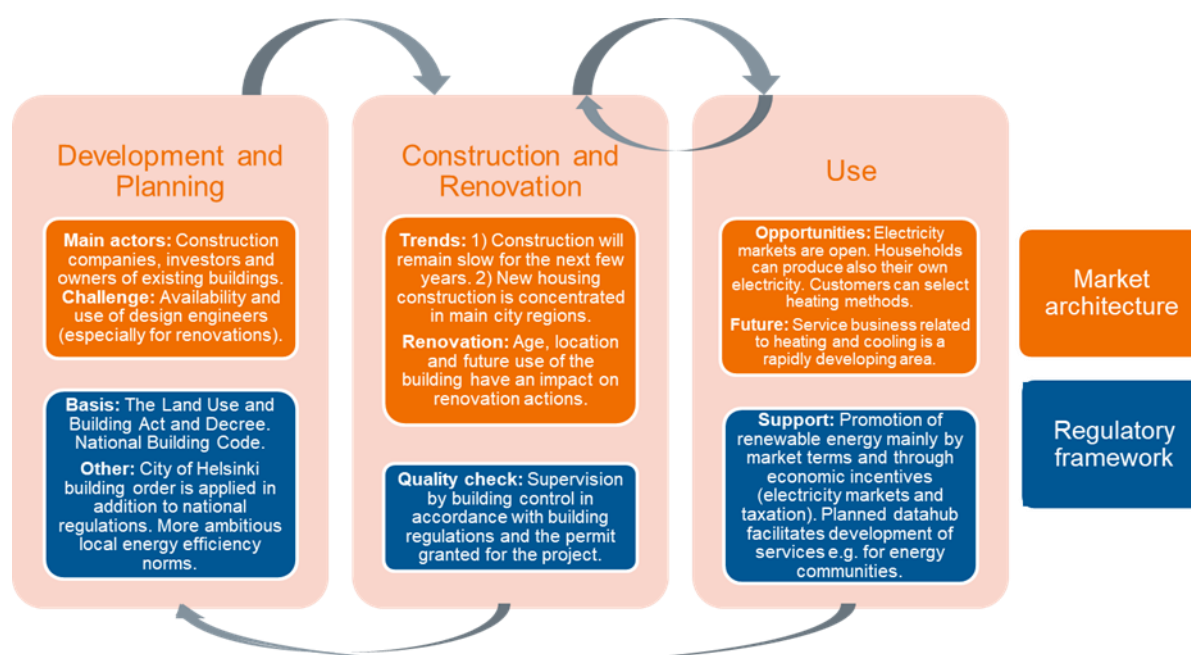 Development and
Planning
Main actors: Construction
companies, investors and
owners of existing buildings.
Challenge: Availability and
use of design engineers
(especially for renovations).
Basis: The Land Use and
Building Act and Decree.
National Building Code.
Other: City of Helsinki
building order is applied in
addition to national
regulations. More ambitious
local energy efficiency
norms.
Construction and
Renovation
Trends: 1) Construction will
remain slow for the next few
years. 2) New housing
construction is concentrated
in main city regions.
Renovation: Age, location
and future use of the
building have an impact on
renovation actions.
Quality check: Supervision
by building control in
accordance with building
regulations and the permit
granted for the project.
Use
Opportunities: Electricity
markets are open. Households
can produce also their own
electricity. Customers can select
heating methods.
Future: Service business related
to heating and cooling is a
rapidly developing area.
Support: Promotion of
renewable energy mainly by
market terms and through
economic incentives
(electricity markets and
taxation). Planned datahub
facilitates development of
services e.g. for energy
communities.
Market
architecture
Regulatory
framework